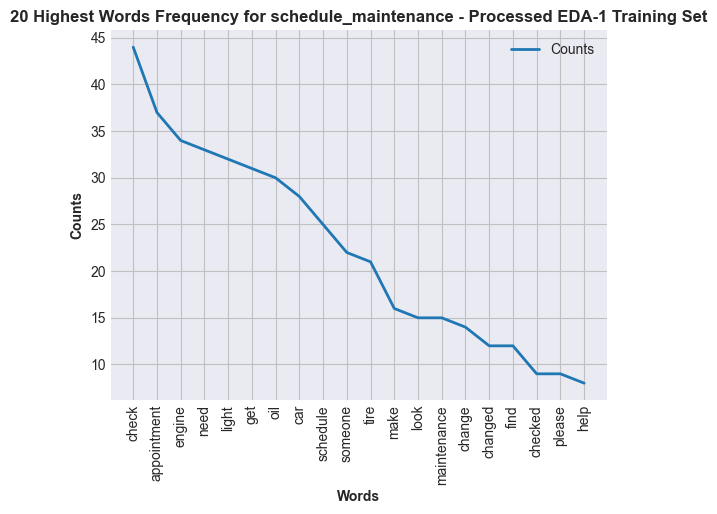 20 Highest Words Frequency for schedule_maintenance - Processed EDA-1 Training Set
Counts
45
40
35
30
25
20
15
10
Counts
check
appointment
engine
need
light
get
oil
car
schedule
someone
tire
make
look
maintenance
change
changed
find
checked
please
help
Words